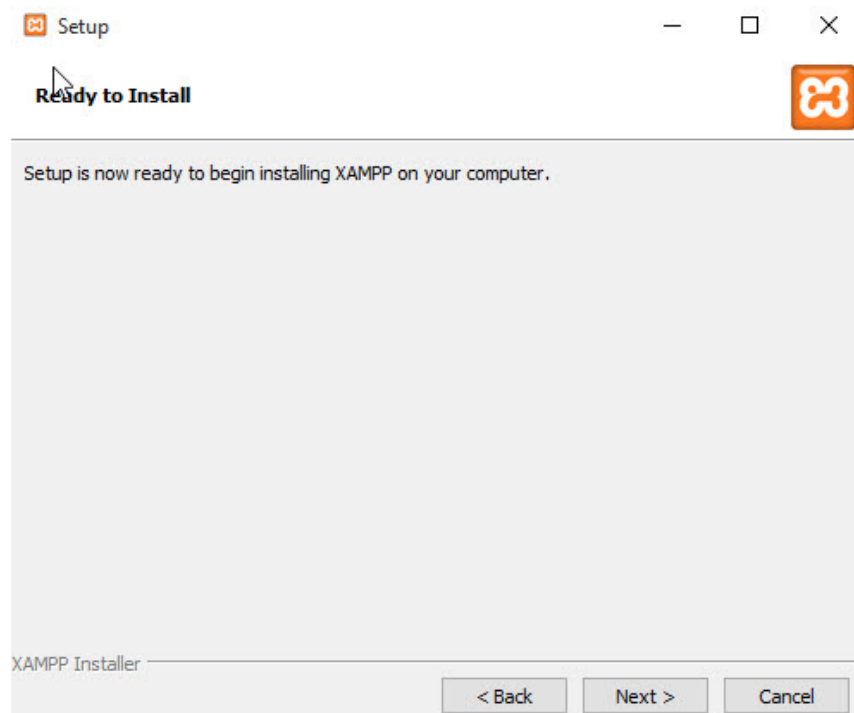 Setup
Ready to Install
Setup is now ready to begin installing XAMPP on your computer.
XAMPP Installer
< Back Next > Cancel